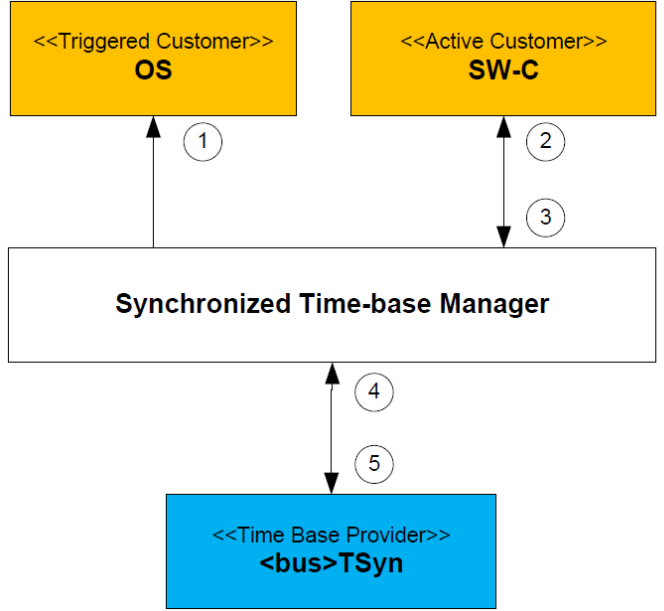 <<Triggered Customer>>
OS
<<Active Customer>>
SW-C
1
2
3
Synchronized Time-base Manager
4
5
<<Time Base Provider>>
<bus>TSyn